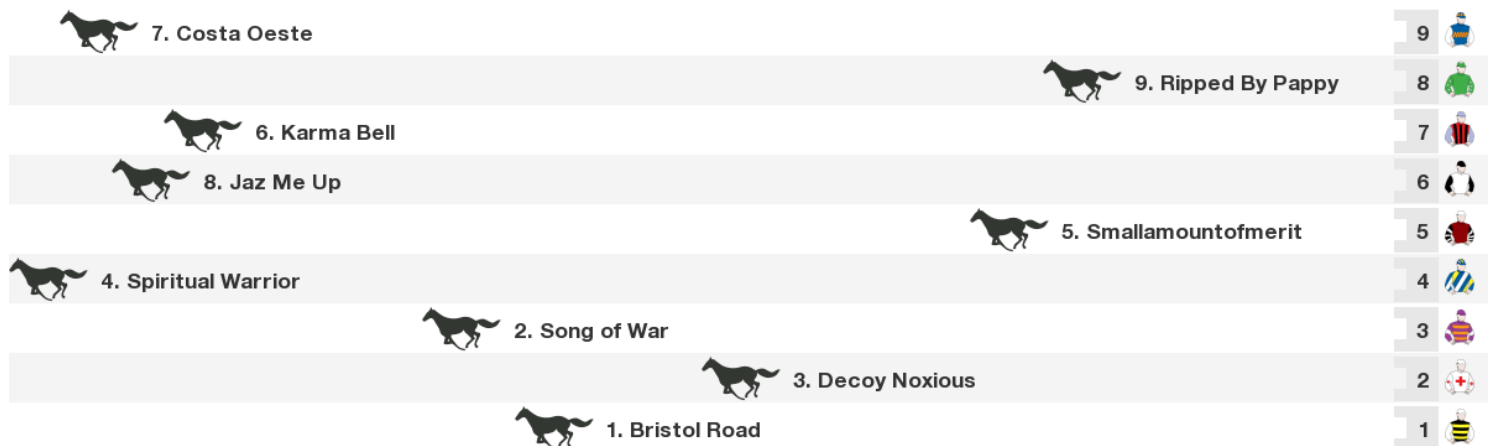 7. Costa Oeste 9
9. Ripped By Pappy 8
6. Karma Bell 7
8. Jaz Me Up 6
5. Smallamountofmerit 5
4. Spiritual Warrior 4
2. Song of War 3
3. Decoy Noxious 2
1. Bristol Road 1